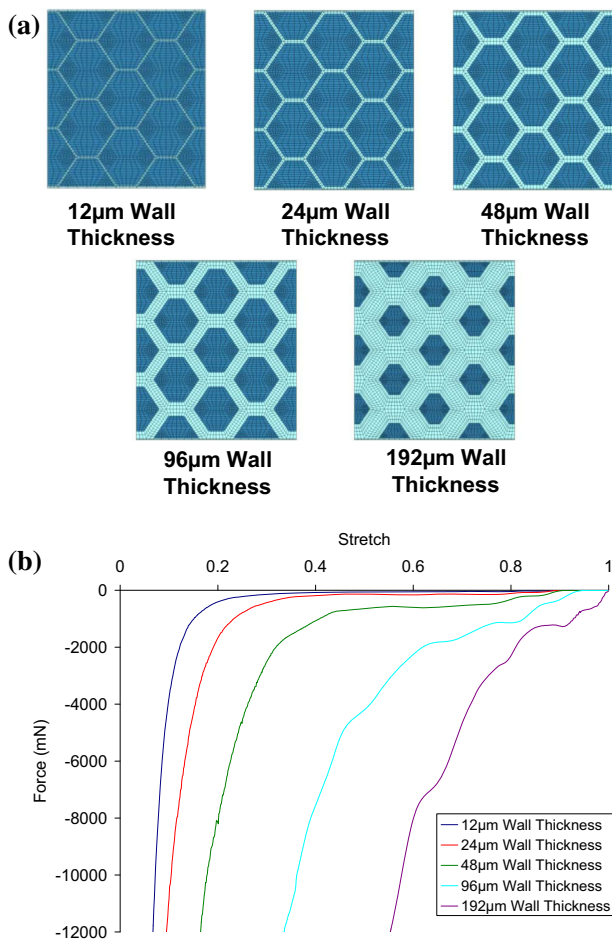 (a)
12µm Wall
Thickness
24µm Wall
Thickness
48µm Wall
Thickness
96µm Wall
Thickness
192µm Wall
Thickness
(b)
Stretch
0
0.2
0.4
0.6
0.8
1
0
-2000
-4000
-6000
-8000
-10000
-12000
Force (mN)
12µm Wall Thickness
24µm Wall Thickness
48µm Wall Thickness
96µm Wall Thickness
192µm Wall Thickness